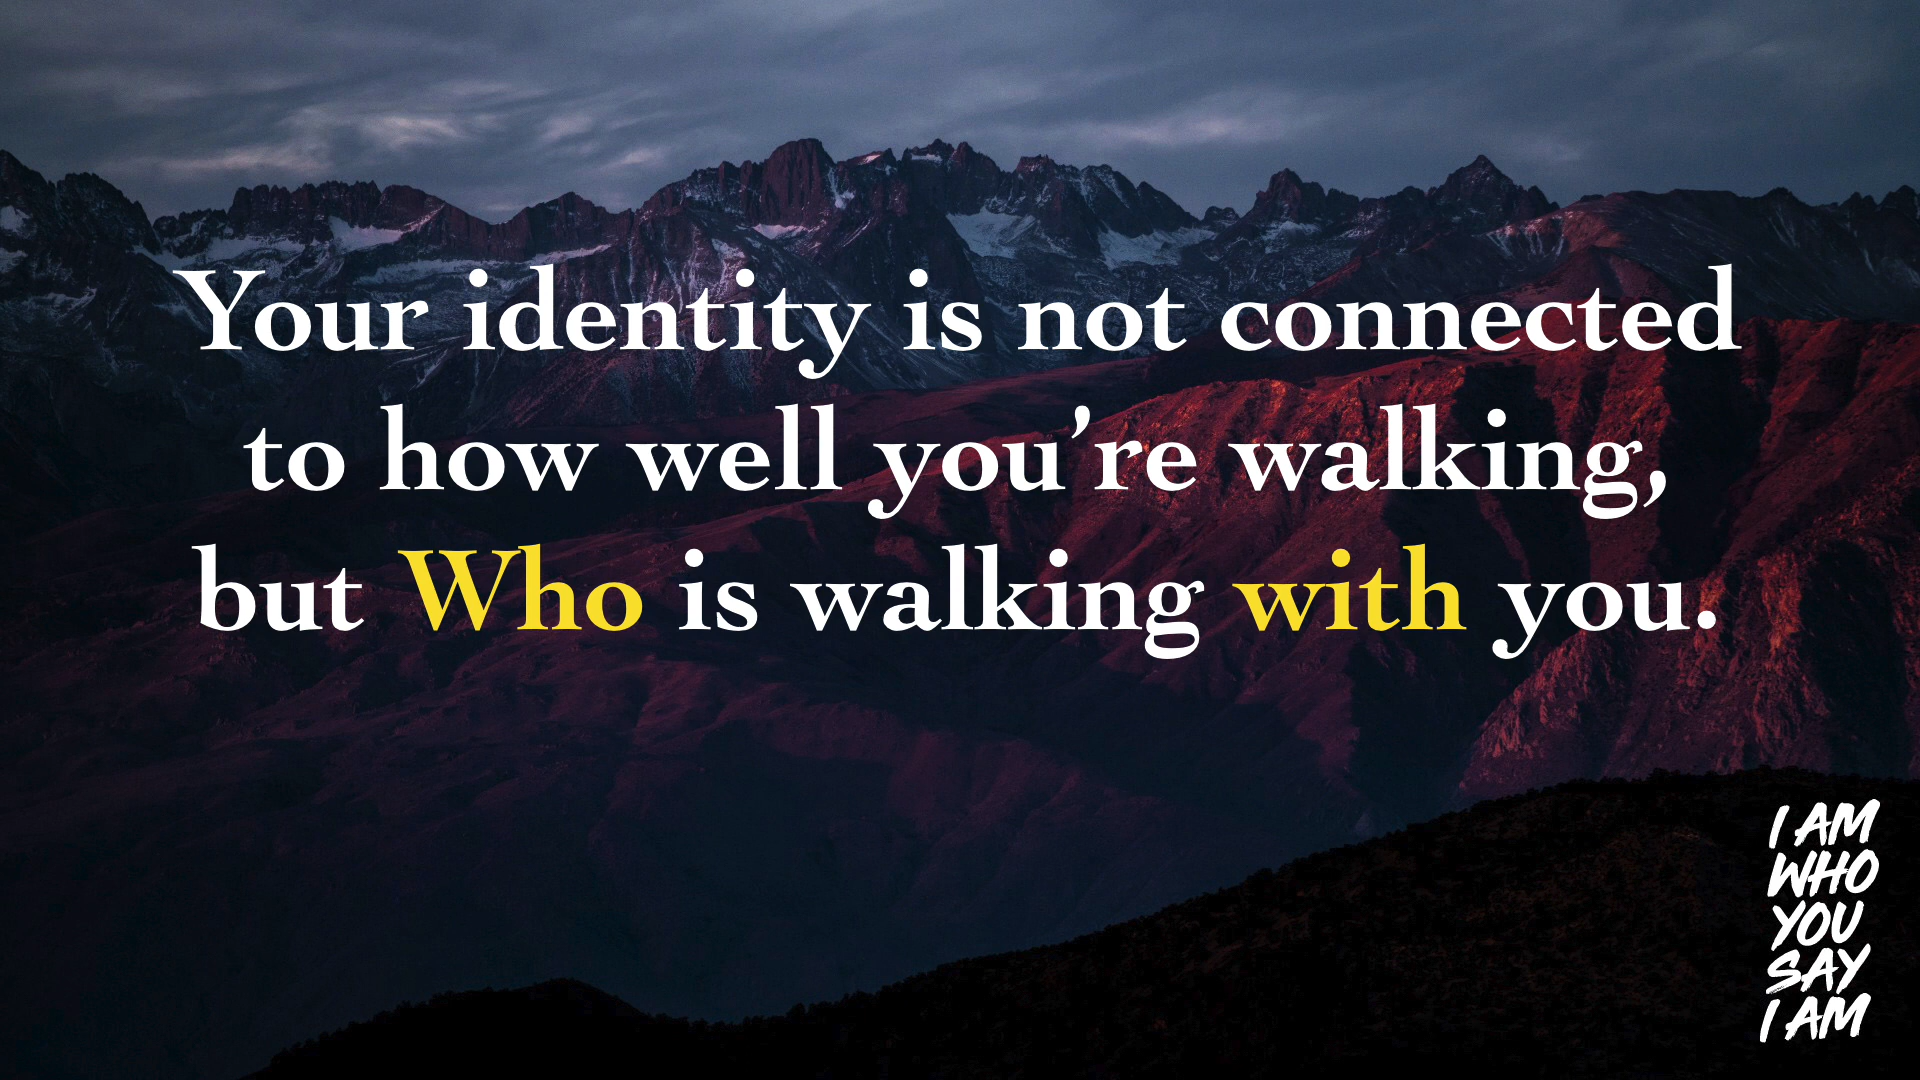 Your identity is not connected
to how well you’re walking,
but Who is walking with you.
I AM
WHO
YOU
SAY
I AM